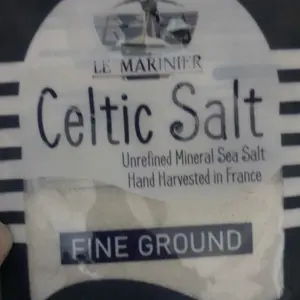 LE MARINIER
Celtic Salt
Unrefined Mineral Sea Salt
Hand Harvested in France
FINE GROUND